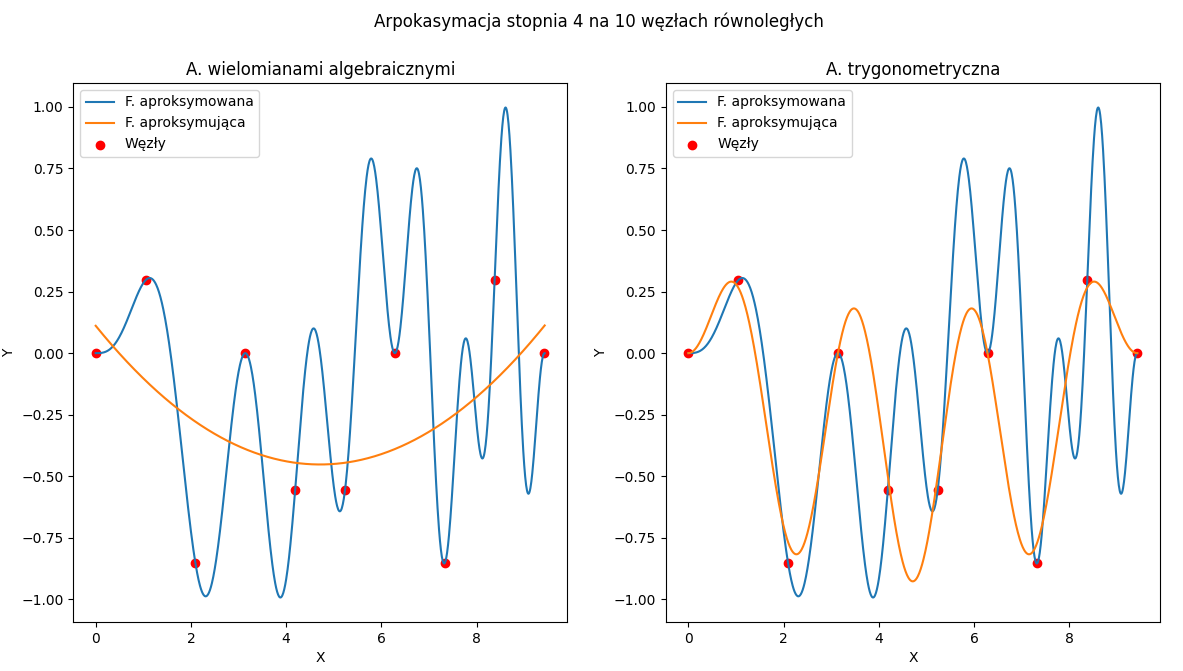 Arpokasymacja stopnia 4 na 10 węzłach równoległych
A. wielomianami algebraicznymi
F. aproksymowana
F. aproksymująca
Węzły
1.00
0.75
0.50
0.25
0.00
−0.25
−0.50
−0.75
−1.00
Y
0 2 4 6 8
X
A. trygonometryczna
F. aproksymowana
F. aproksymująca
Węzły
1.00
0.75
0.50
0.25
0.00
−0.25
−0.50
−0.75
−1.00
Y
0 2 4 6 8
X